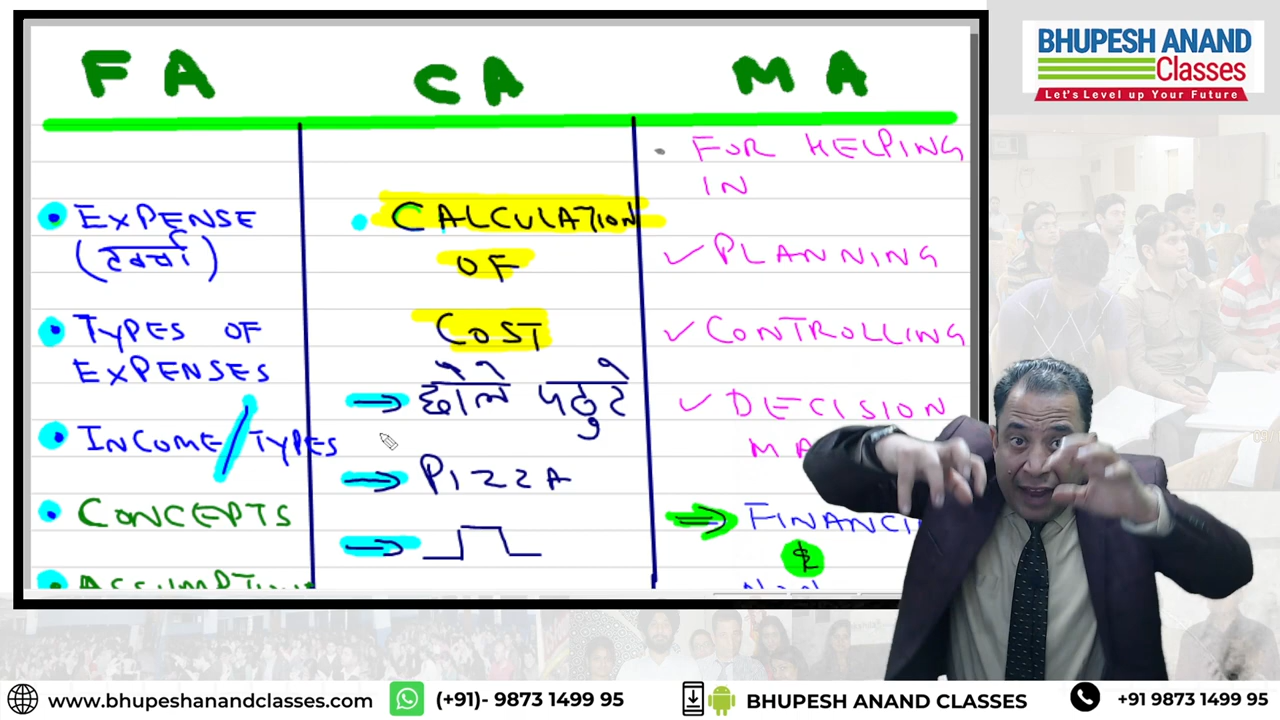 F A
C A
M A
BHUPESH ANAND
Classes
Let's Level up Your Future
• EXPENSE
(खर्चा)
• TYPES OF
EXPENSES
• INCOME / TYPES
• CONCEPTS
• CALCULATION
OF
COST
→ छोले भठुरे
→ PIZZA
→
• FOR HELPING
IN
✓ PLANNING
✓ CONTROLLING
✓ DECISION
⇒
&
www.bhupeshanandclasses.com
(+91)- 9873 1499 95
BHUPESH ANAND CLASSES
+91 9873 1499 95